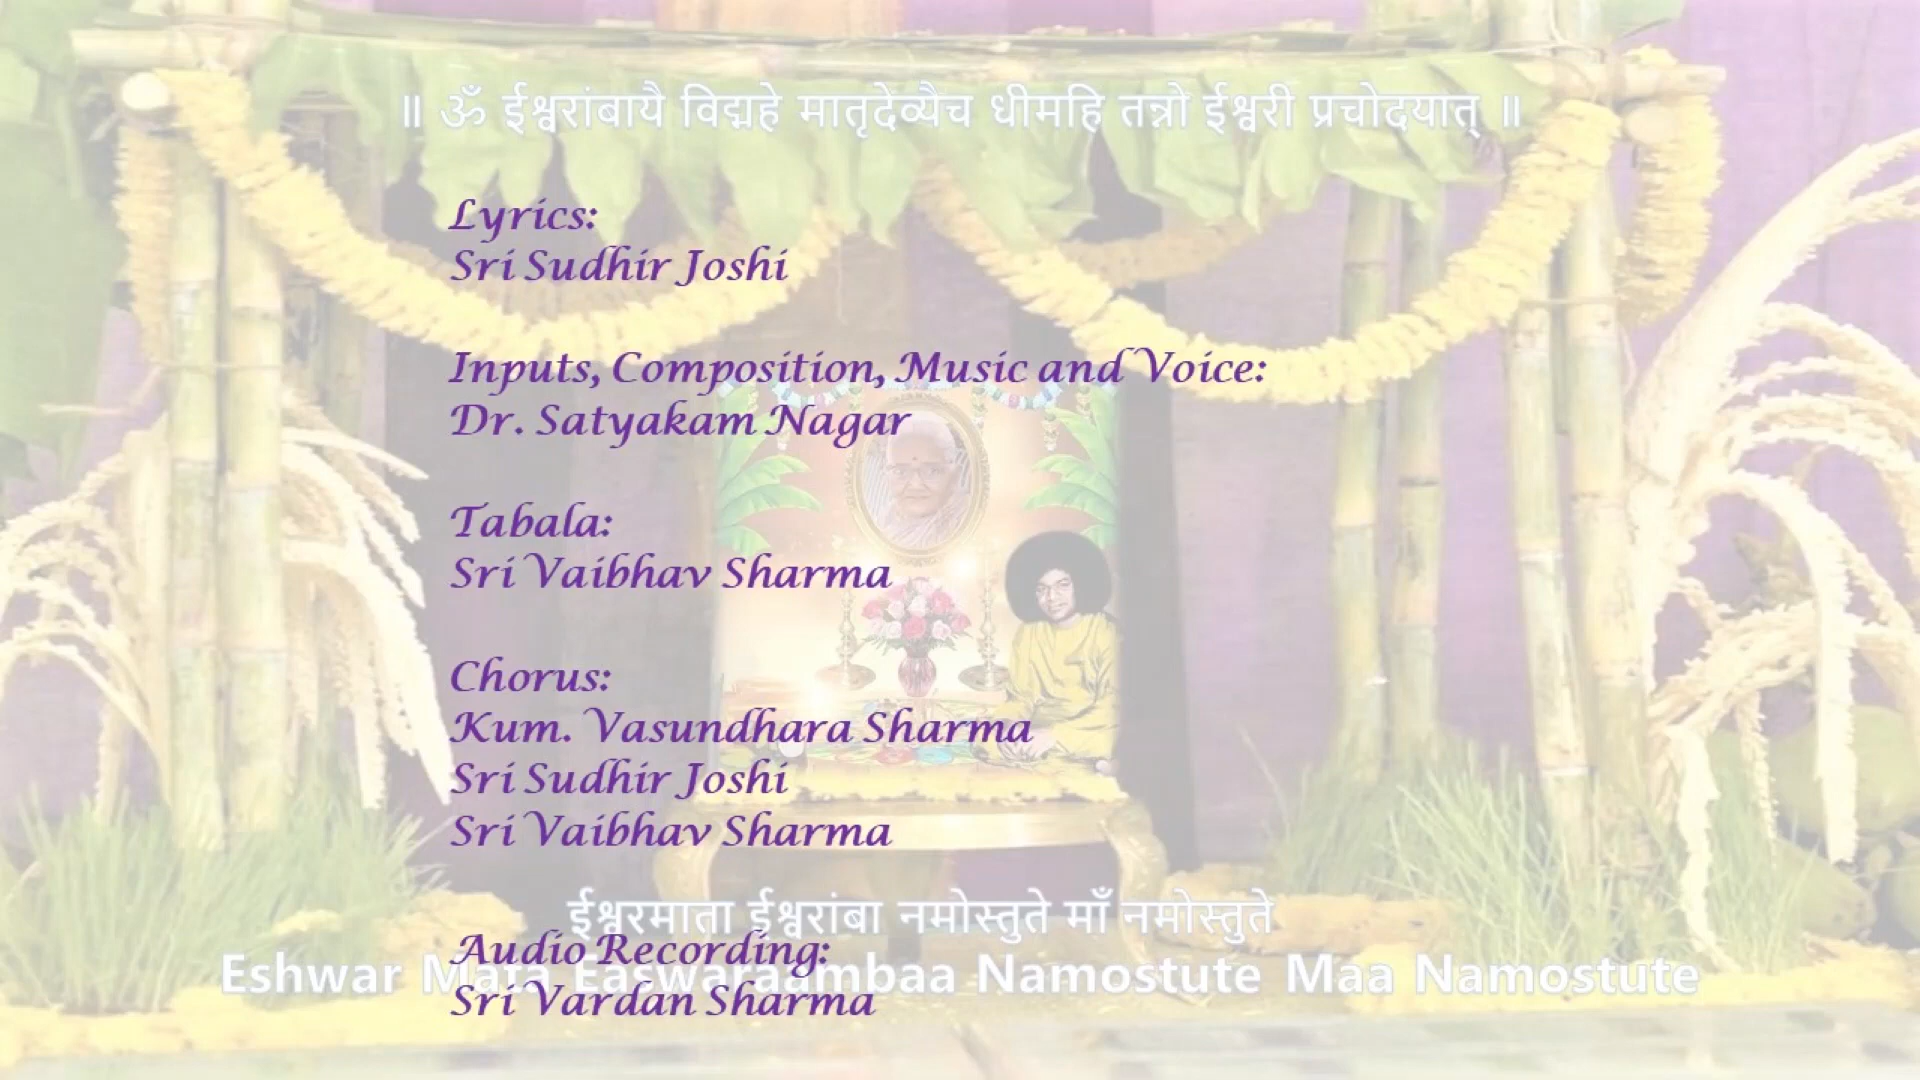 ॥ ॐ ईश्वरांबायै विद्महे मातृदेव्यैच धीमहि तन्नो ईश्वरी प्रचोदयात् ॥
Lyrics:
Sri Sudhir Joshi
Inputs, Composition, Music and Voice:
Dr. Satyakam Nagar
Tabala:
Sri Vaibhav Sharma
Chorus:
Kum. Vasundhara Sharma
Sri Sudhir Joshi
Sri Vaibhav Sharma
ईश्वरमाता ईश्वरांबा नमोस्तुते माँ नमोस्तुते
Audio Recording:
Eshwar Mata Easwaraambaa Namostute Maa Namostute
Sri Vardan Sharma